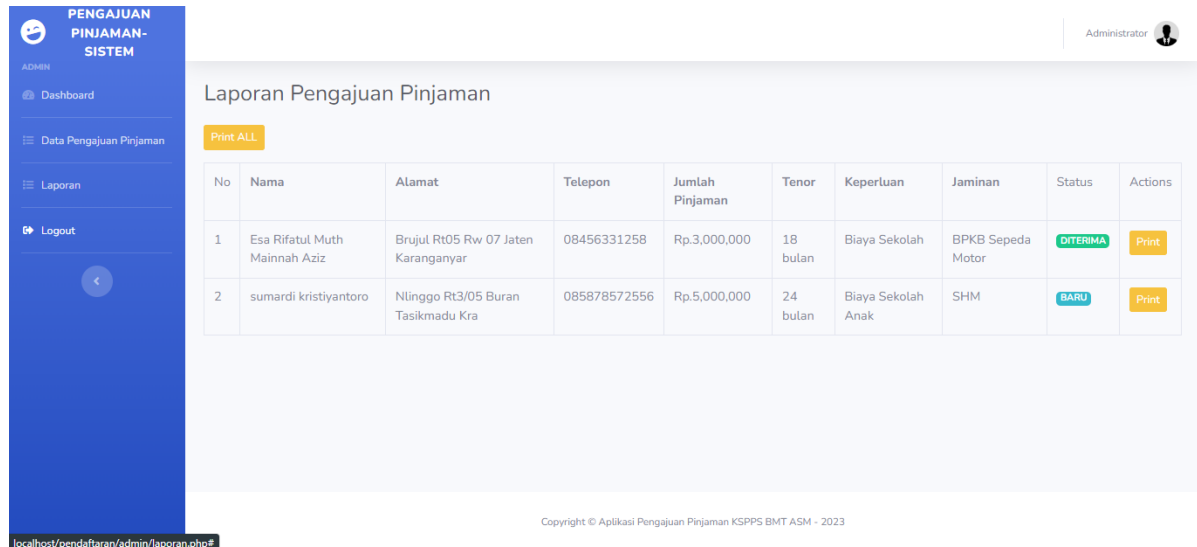 PENGAJUAN
PINJAMAN-
SISTEM
ADMIN
Dashboard
Data Pengajuan Pinjaman
Laporan
Logout
Administrator
Laporan Pengajuan Pinjaman
Print ALL
No Nama Alamat Telepon Jumlah Pinjaman Tenor Keperluan Jaminan Status Actions
1 Esa Rifatul Muth Mainnah Aziz Brujul Rt05 Rw 07 Jaten Karanganyar 08456331258 Rp.3,000,000 18 bulan Biaya Sekolah BPKB Sepeda Motor DITERIMA Print
2 sumardi kristiyantoro Nlinggo Rt3/05 Buran Tasikmadu Kra 085878572556 Rp.5,000,000 24 bulan Biaya Sekolah Anak SHM BARU Print
Copyright © Aplikasi Pengajuan Pinjaman KSPPS BMT ASM - 2023
localhost/pendaftaran/admin/laporan.php#